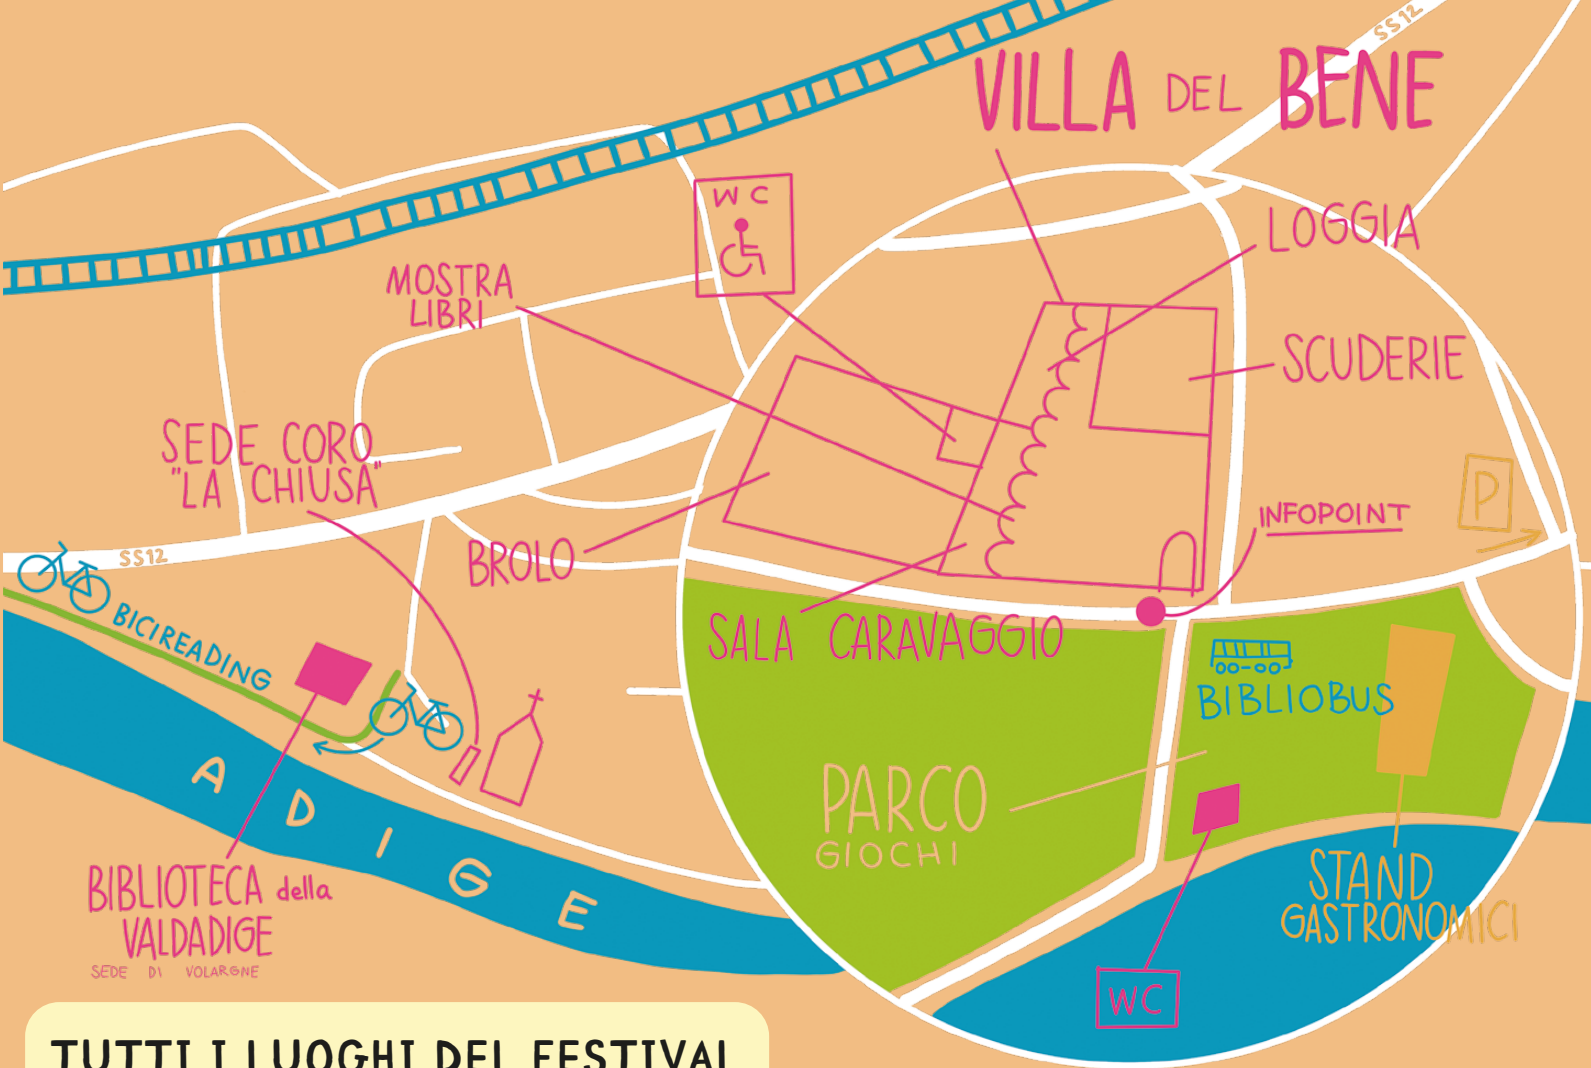 SS12
VILLA DEL BENE
WC
LOGGIA
MOSTRA
LIBRI
SCUDERIE
SEDE CORO
"LA CHIUSA"
P
INFOPOINT
BROLO
SS12
BICIREADING
SALA CARAVAGGIO
BIBLIOBUS
ADIGE
PARCO
GIOCHI
BIBLIOTECA della
VALDADIGE
SEDE DI VOLARGNE
STAND
GASTRONOMICI
WC
TUTTI I LUOGHI DEL FESTIVAL